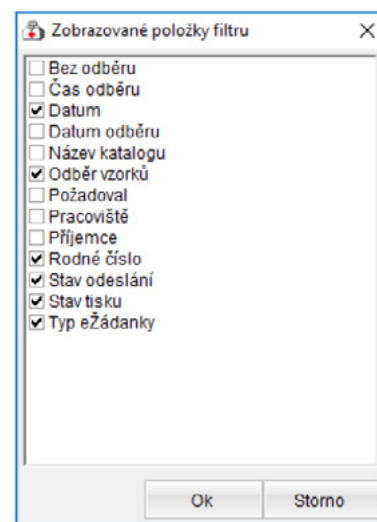 Zobrazované položky filtru
Bez odběru
Čas odběru
Datum
Datum odběru
Název katalogu
Odběr vzorků
Požadoval
Pracoviště
Příjemce
Rodné číslo
Stav odeslání
Stav tisku
Typ eŽádanky
Ok Storno